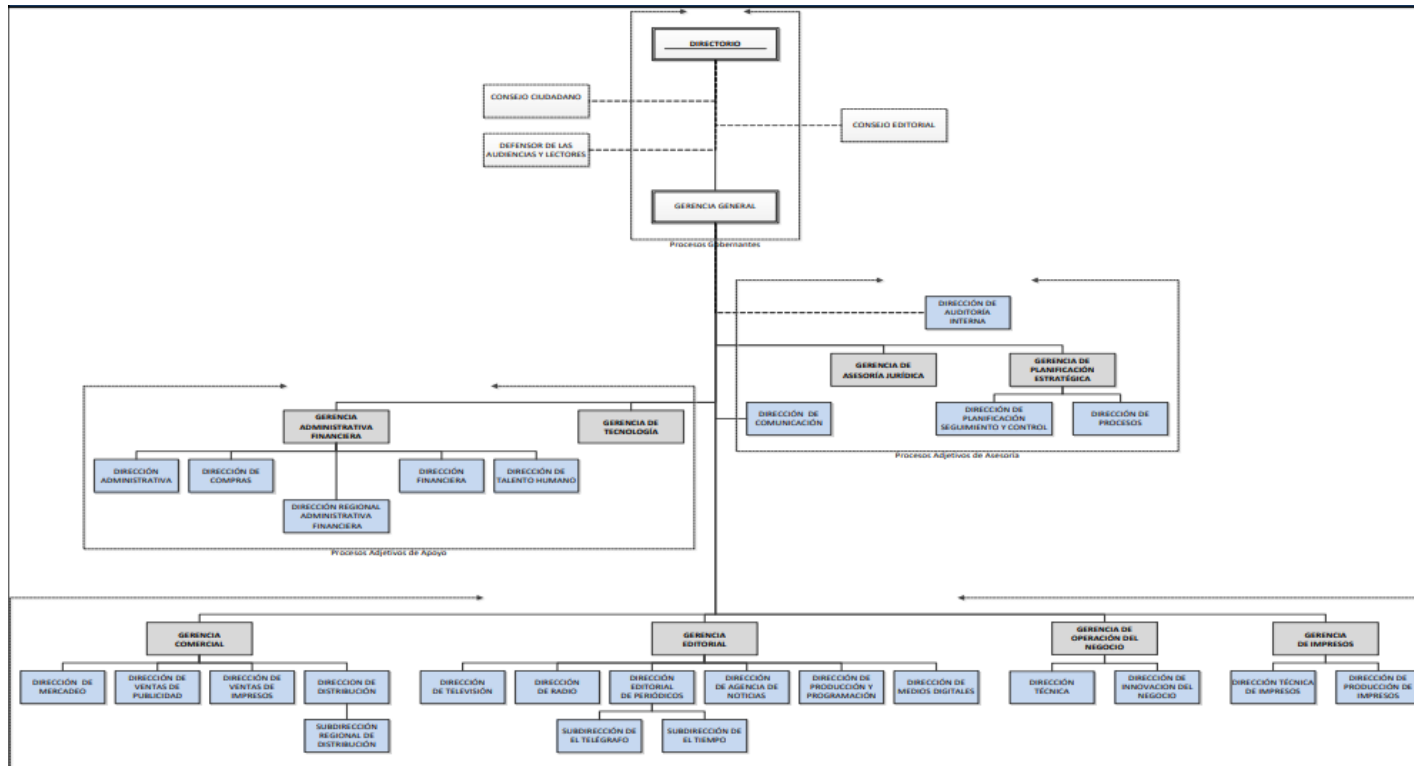 DIRECTORIO
CONSEJO CIUDADANO
CONSEJO EDITORIAL
DEFENSOR DE LAS
AUDIENCIAS Y LECTORES
GERENCIA GENERAL
Procesos Gobernantes
DIRECCIÓN DE
AUDITORÍA
INTERNA
GERENCIA DE
ASESORÍA JURÍDICA
GERENCIA DE
PLANIFICACIÓN
ESTRATÉGICA
DIRECCIÓN DE
COMUNICACIÓN
DIRECCIÓN DE
PLANIFICACIÓN
SEGUIMIENTO Y CONTROL
DIRECCIÓN DE
PROCESOS
Procesos Adjetivos de Asesoría
GERENCIA
ADMINISTRATIVA
FINANCIERA
GERENCIA DE
TECNOLOGÍA
DIRECCIÓN
ADMINISTRATIVA
DIRECCIÓN DE
COMPRAS
DIRECCIÓN
FINANCIERA
DIRECCIÓN DE
TALENTO HUMANO
DIRECCIÓN REGIONAL
ADMINISTRATIVA
FINANCIERA
Procesos Adjetivos de Apoyo
GERENCIA
COMERCIAL
GERENCIA
EDITORIAL
GERENCIA DE
OPERACIÓN DEL
NEGOCIO
GERENCIA
DE IMPRESOS
DIRECCIÓN DE
MERCADEO
DIRECCIÓN DE
VENTAS DE
PUBLICIDAD
DIRECCIÓN DE
VENTAS DE
IMPRESOS
DIRECCION DE
DISTRIBUCIÓN
DIRECCIÓN
DE TELEVISIÓN
DIRECCIÓN
DE RADIO
DIRECCIÓN
EDITORIAL
DE PERIÓDICOS
DIRECCIÓN
DE AGENCIA DE
NOTICIAS
DIRECCIÓN DE
PRODUCCIÓN Y
PROGRAMACIÓN
DIRECCIÓN DE
MEDIOS DIGITALES
DIRECCIÓN
TÉCNICA
DIRECCIÓN DE
INNOVACION DEL
NEGOCIO
DIRECCIÓN TÉCNICA
DE IMPRESOS
DIRECCIÓN DE
PRODUCCIÓN DE
IMPRESOS
SUBDIRECCIÓN
REGIONAL DE
DISTRIBUCIÓN
SUBDIRECCIÓN DE
EL TELÉGRAFO
SUBDIRECCIÓN DE
EL TIEMPO